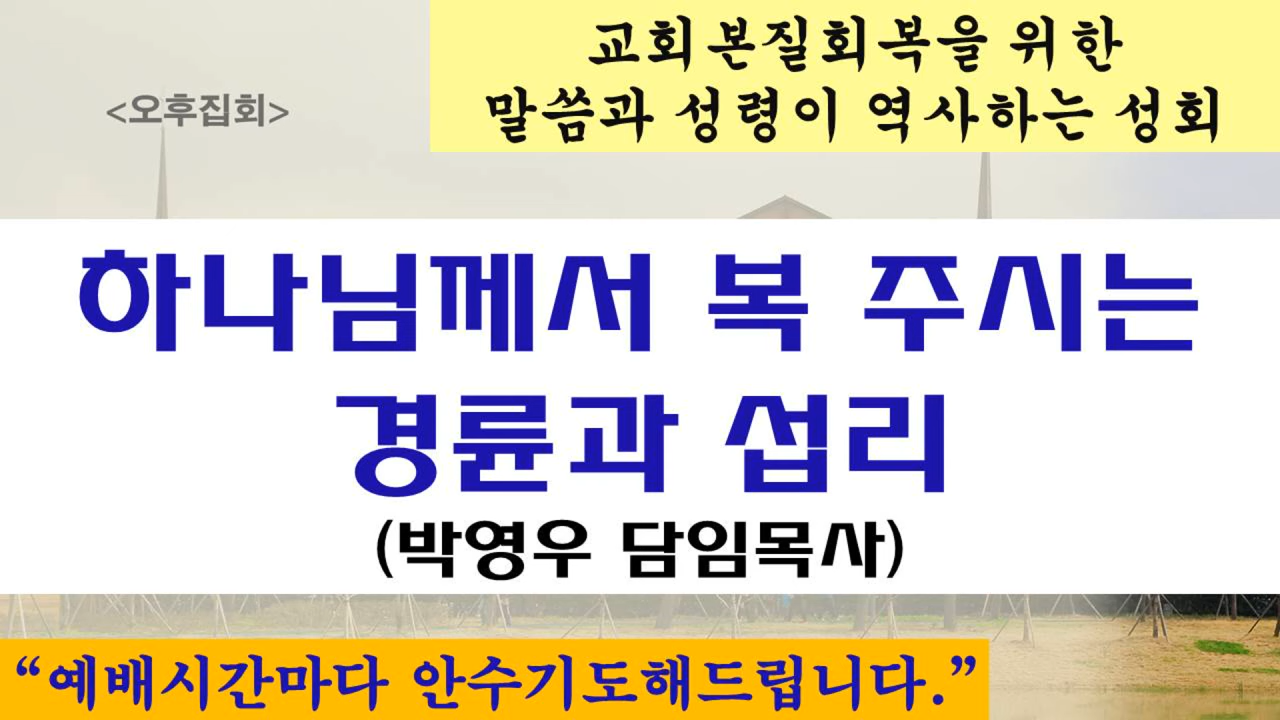 교회본질회복을 위한
말씀과 성령이 역사하는 성회
<오후집회>
하나님께서 복 주시는
경륜과 섭리
(박영우 담임목사)
“예배시간마다 안수기도해드립니다.”